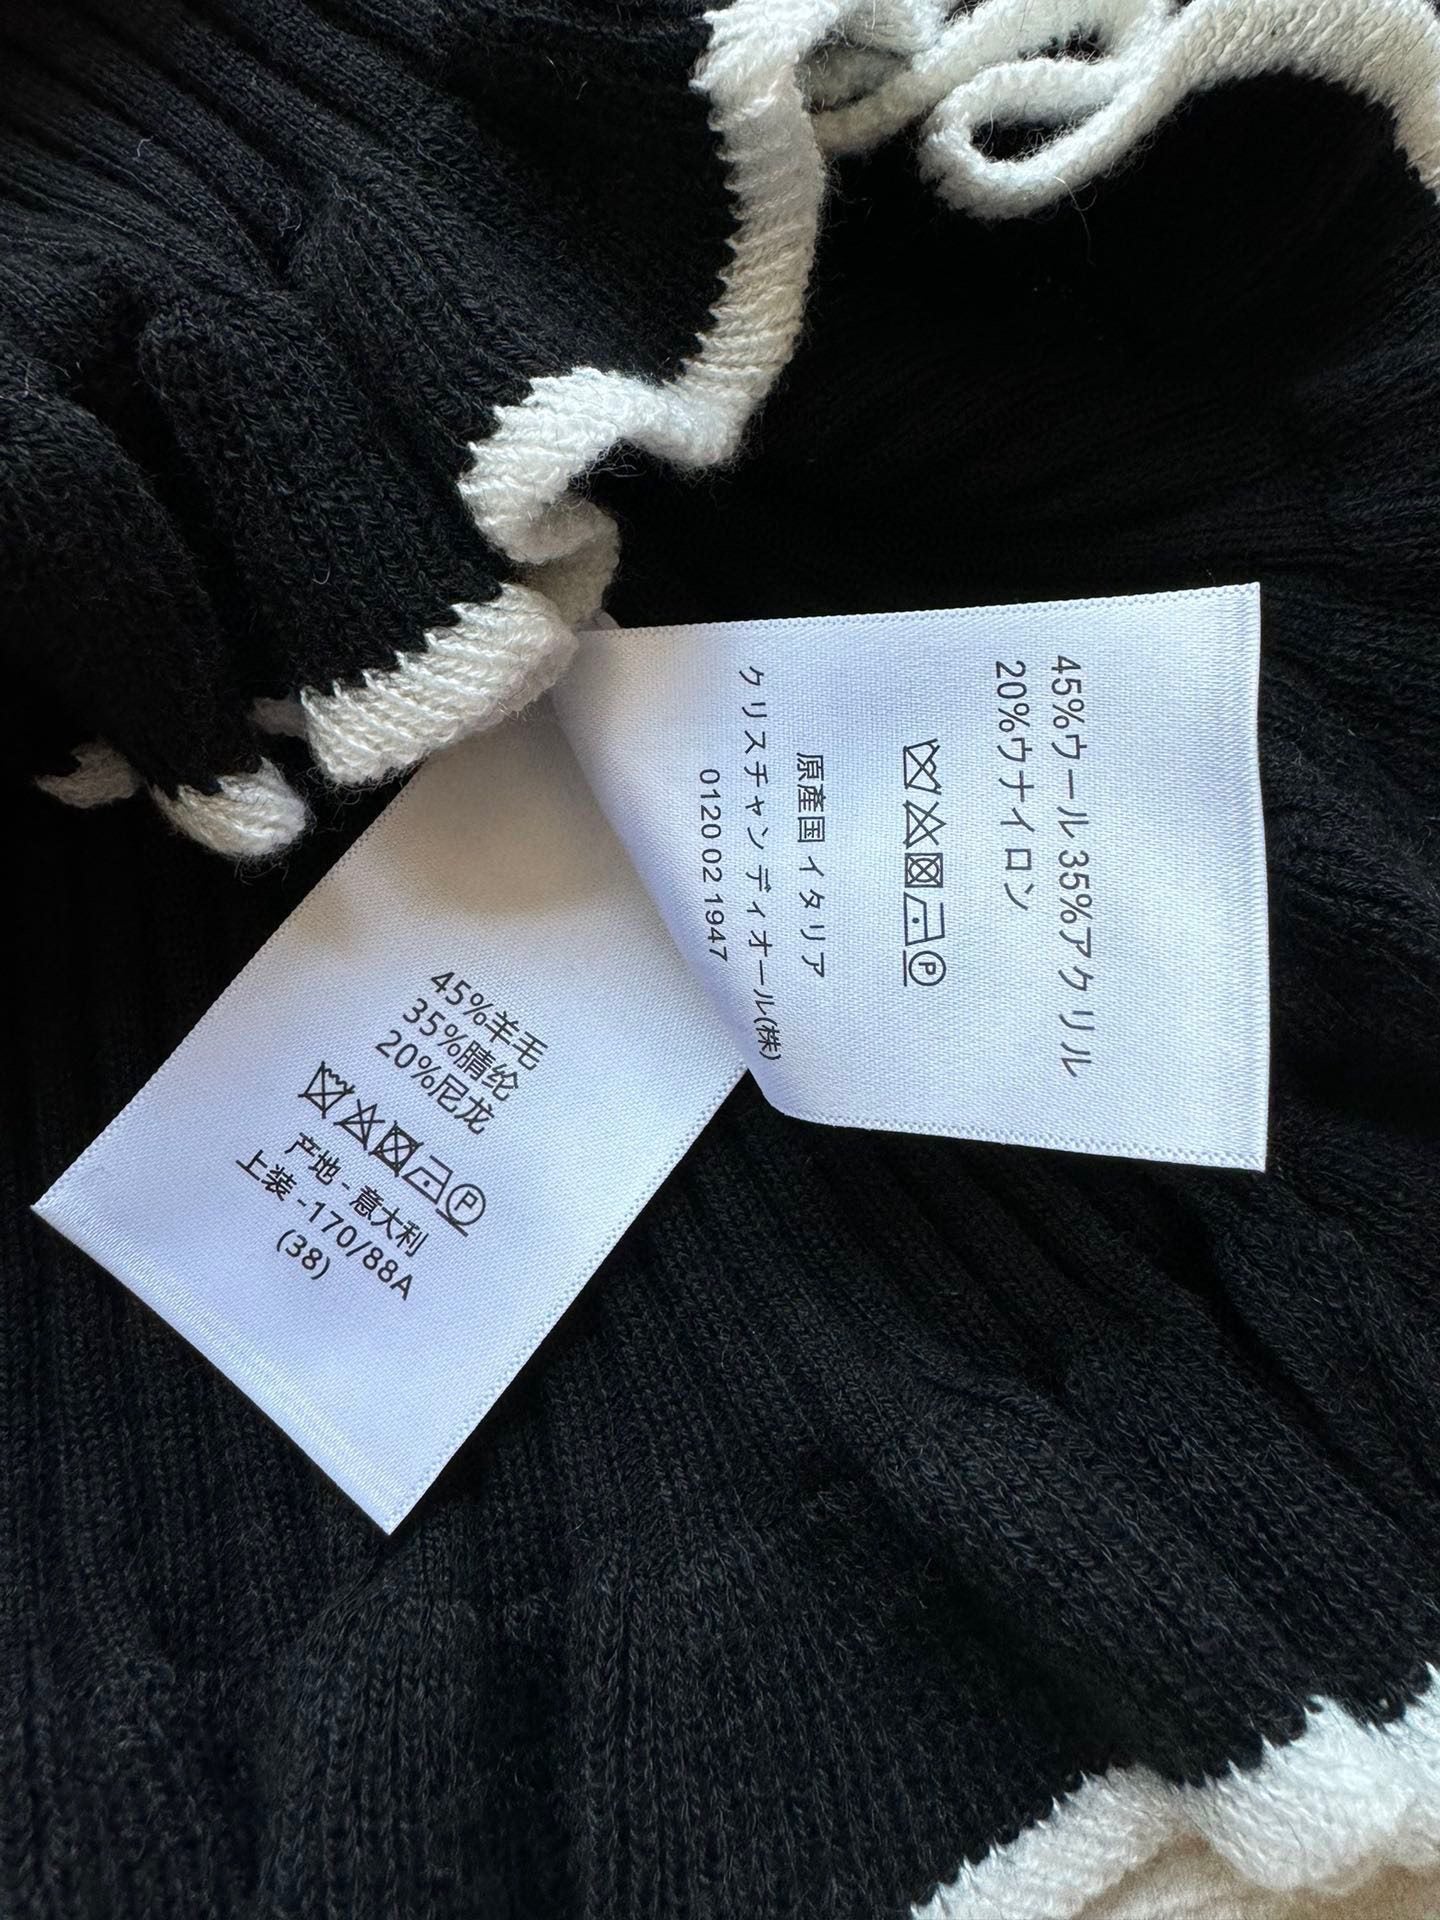 45%ウール35%アクリル
20%ウナイロン
原産国イタリア
クリスチャンディオール(株)
0120 02 1947
45%羊毛
35%腈纶
20%尼龙
P
产地-意大利
上装-170/88A
(38)
P